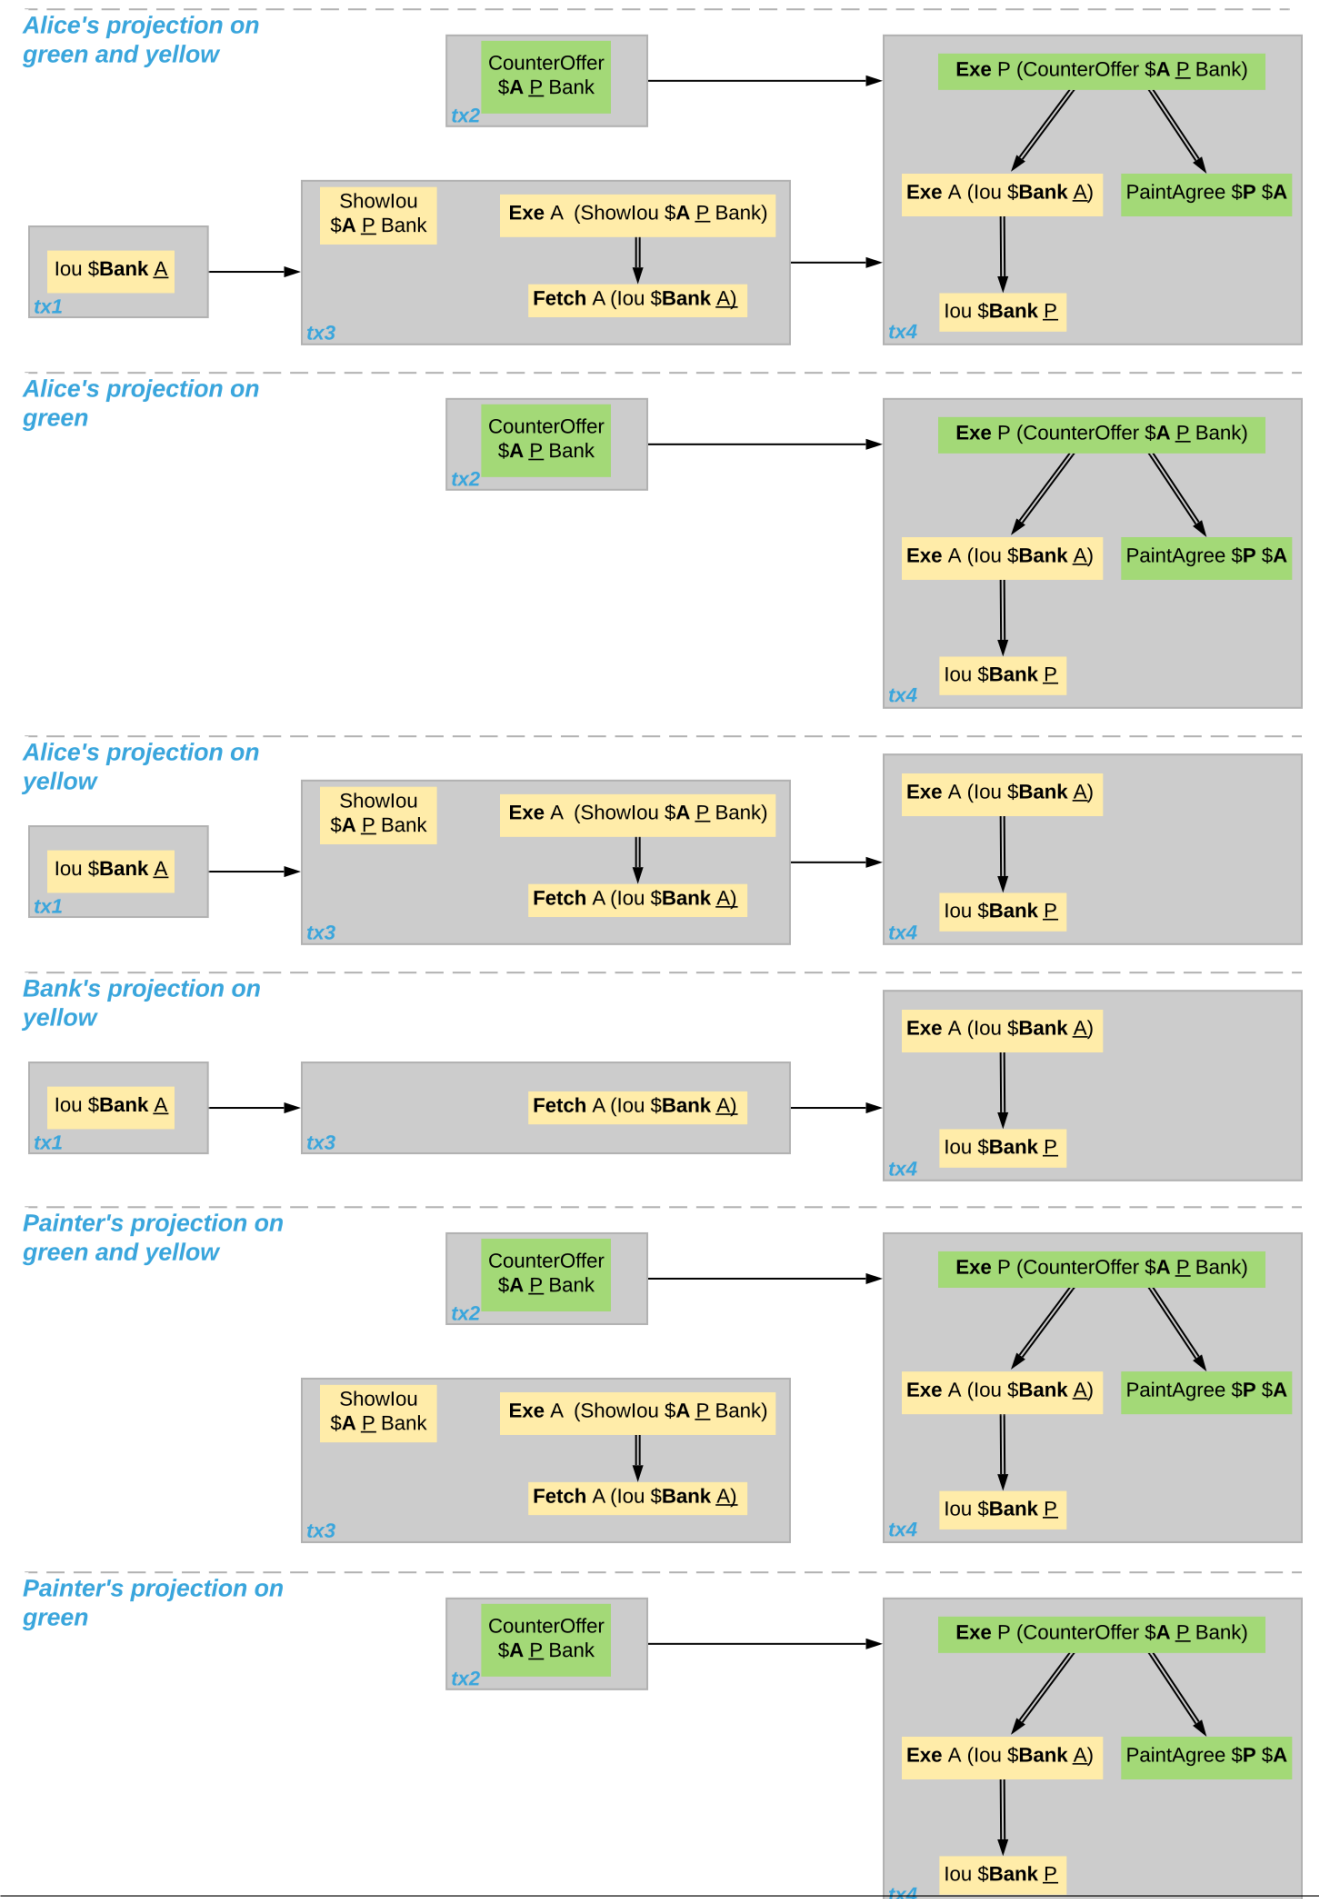 Alice's projection on
green and yellow
CounterOffer
$A P Bank
tx2
Exe P (CounterOffer $A P Bank)
Exe A (Iou $Bank A)
PaintAgree $P $A
Iou $Bank P
tx4
ShowIou
$A P Bank
Exe A (ShowIou $A P Bank)
Fetch A (Iou $Bank A)
tx3
Iou $Bank A
tx1
Alice's projection on
green
CounterOffer
$A P Bank
tx2
Exe P (CounterOffer $A P Bank)
Exe A (Iou $Bank A)
PaintAgree $P $A
Iou $Bank P
tx4
Alice's projection on
yellow
Iou $Bank A
tx1
ShowIou
$A P Bank
Exe A (ShowIou $A P Bank)
Fetch A (Iou $Bank A)
tx3
Exe A (Iou $Bank A)
Iou $Bank P
tx4
Bank's projection on
yellow
Iou $Bank A
tx1
Fetch A (Iou $Bank A)
tx3
Exe A (Iou $Bank A)
Iou $Bank P
tx4
Painter's projection on
green and yellow
CounterOffer
$A P Bank
tx2
ShowIou
$A P Bank
Exe A (ShowIou $A P Bank)
Fetch A (Iou $Bank A)
tx3
Exe P (CounterOffer $A P Bank)
Exe A (Iou $Bank A)
PaintAgree $P $A
Iou $Bank P
tx4
Painter's projection on
green
CounterOffer
$A P Bank
tx2
Exe P (CounterOffer $A P Bank)
Exe A (Iou $Bank A)
PaintAgree $P $A
Iou $Bank P
tx4